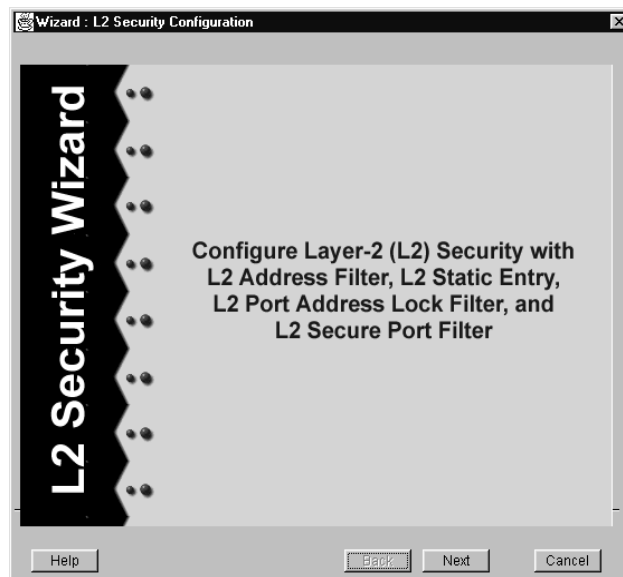 Wizard : L2 Security Configuration
L2 Security Wizard
Configure Layer-2 (L2) Security with
L2 Address Filter, L2 Static Entry,
L2 Port Address Lock Filter, and
L2 Secure Port Filter
Help
Back
Next
Cancel